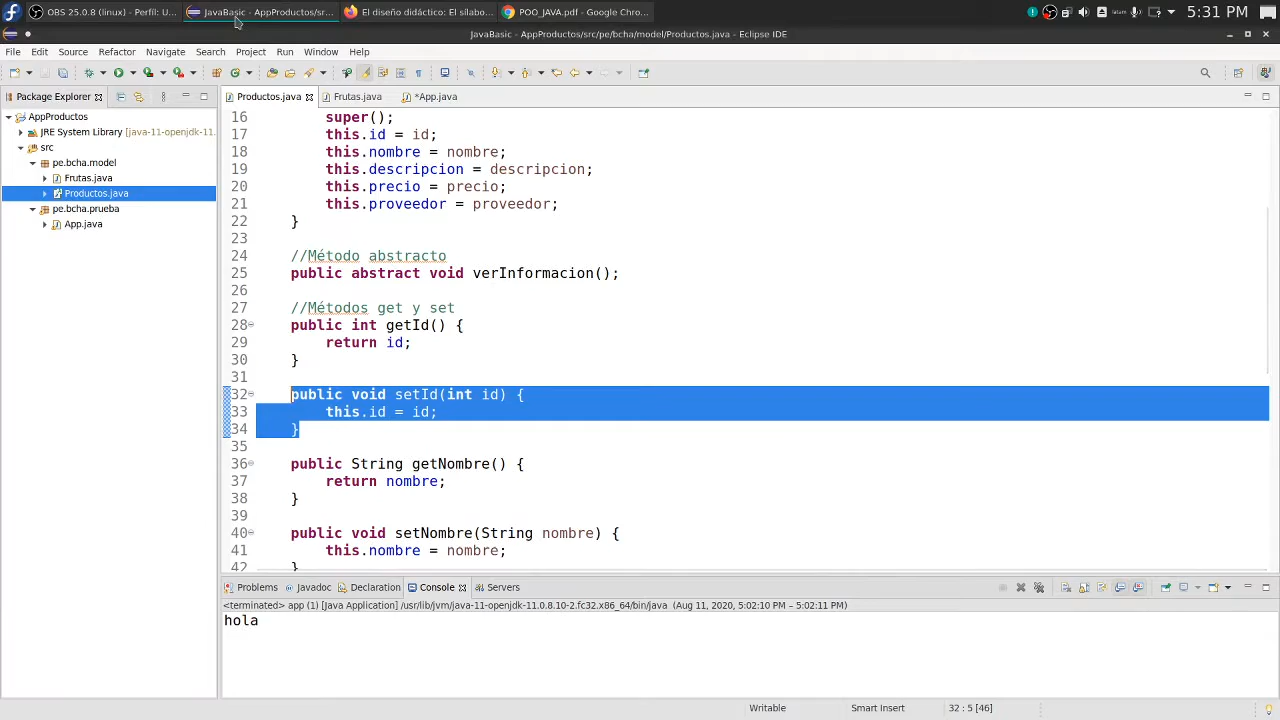 OBS 25.0.8 (linux) - Perfil: U...
JavaBasic - AppProductos/sr...
El diseño didáctico: El sílabo...
POO_JAVA.pdf - Google Chro...
latam
5:31 PM
JavaBasic - AppProductos/src/pe/bcha/model/Productos.java - Eclipse IDE
File Edit Source Refactor Navigate Search Project Run Window Help
Package Explorer
Productos.java
Frutas.java
*App.java
AppProductos
JRE System Library [java-11-openjdk-11.
src
pe.bcha.model
Frutas.java
Productos.java
pe.bcha.prueba
App.java
16 super();
17 this.id = id;
18 this.nombre = nombre;
19 this.descripcion = descripcion;
20 this.precio = precio;
21 this.proveedor = proveedor;
22 }
23
24 //Método abstracto
25 public abstract void verInformacion();
26
27 //Métodos get y set
28 public int getId() {
29 return id;
30 }
31
32 public void setId(int id) {
33 this.id = id;
34 }
35
36 public String getNombre() {
37 return nombre;
38 }
39
40 public void setNombre(String nombre) {
41 this.nombre = nombre;
42 }
Problems Javadoc Declaration Console Servers
<terminated> app (1) [Java Application] /usr/lib/jvm/java-11-openjdk-11.0.8.10-2.fc32.x86_64/bin/java (Aug 11, 2020, 5:02:10 PM – 5:02:11 PM)
hola
Writable
Smart Insert
32 : 5 [46]